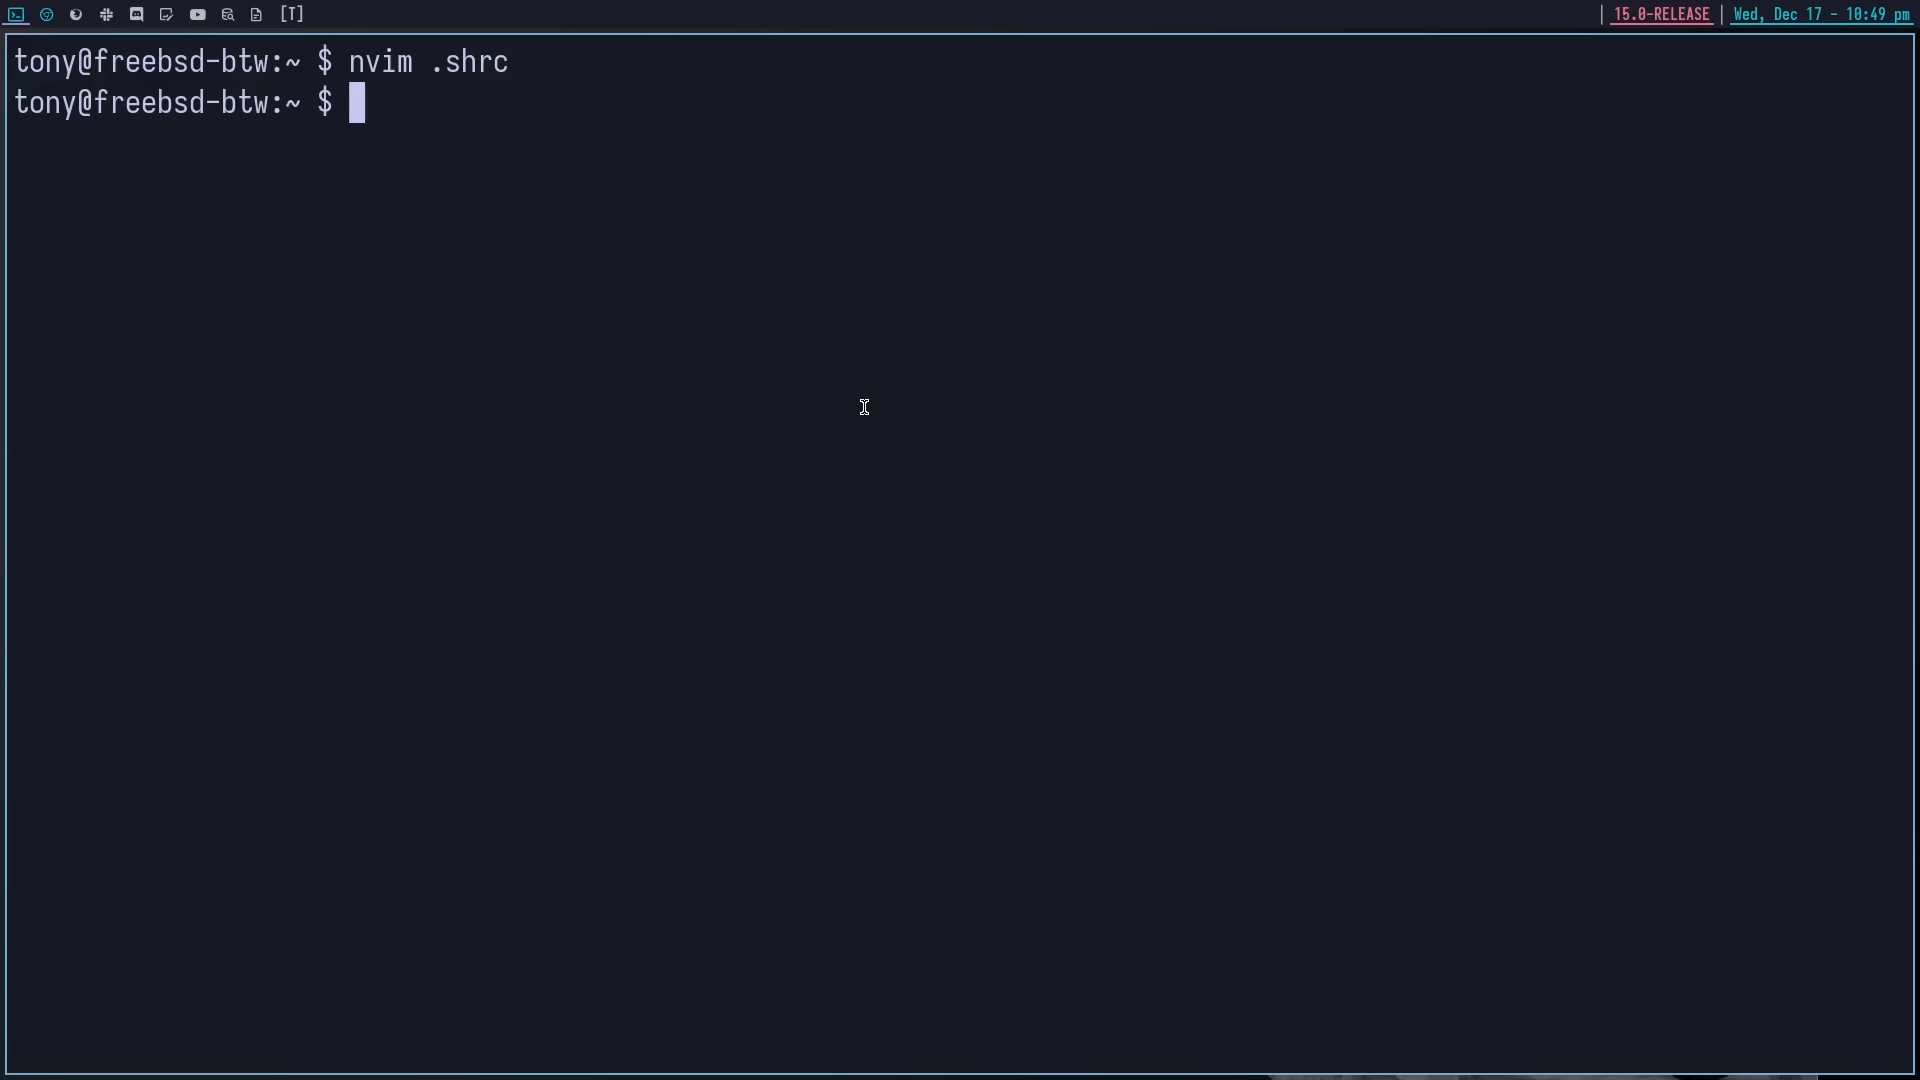 [T] | 15.0-RELEASE | Wed, Dec 17 - 10:49 pm
tony@freebsd-btw:~ $ nvim .shrc
tony@freebsd-btw:~ $